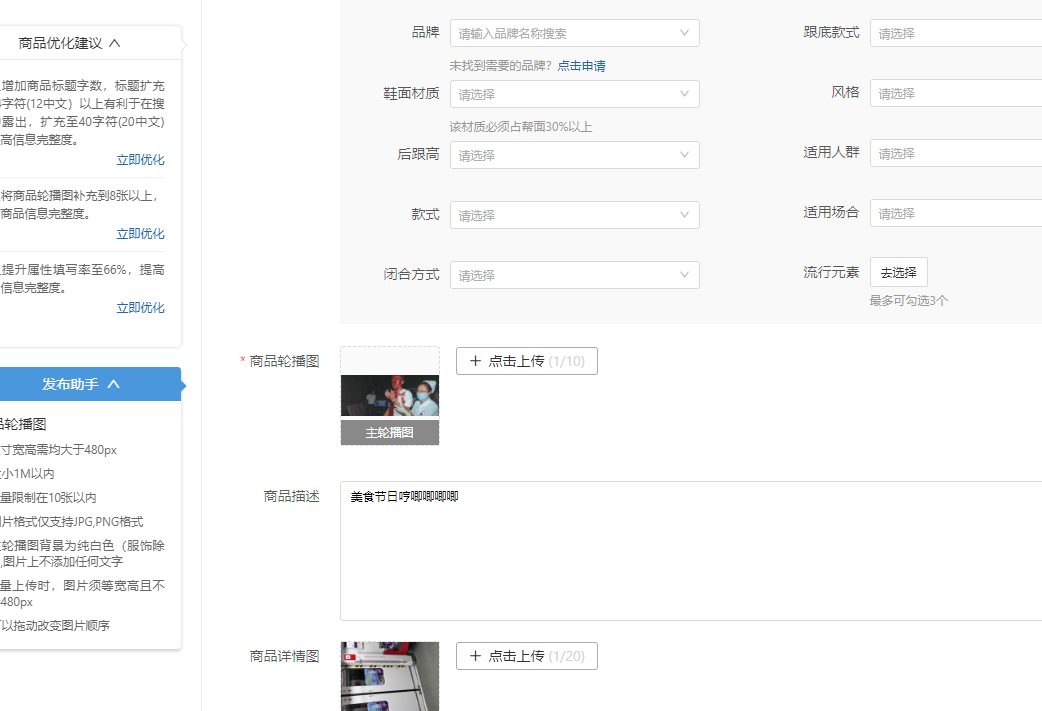 商品优化建议
增加商品标题字数，标题扩充
字符(12中文）以上有利于在搜
露出，扩充至40字符(20中文)
高信息完整度。
立即优化
将商品轮播图补充到8张以上，
商品信息完整度。
立即优化
提升属性填写率至66%，提高
信息完整度。
立即优化
发布助手
品轮播图
寸宽高需均大于480px
小1M以内
量限制在10张以内
片格式仅支持JPG,PNG格式
轮播图背景为纯白色（服饰除
,图片上不添加任何文字
量上传时，图片须等宽高且不
480px
以拖动改变图片顺序
品牌 请输入品牌名称搜索 跟底款式 请选择
未找到需要的品牌？点击申请
鞋面材质 请选择 风格 请选择
该材质必须占帮面30%以上
后跟高 请选择 适用人群 请选择
款式 请选择 适用场合 请选择
闭合方式 请选择 流行元素 去选择
最多可勾选3个
* 商品轮播图 + 点击上传 (1/10)
主轮播图
商品描述 美食节日哼唧唧唧唧
商品详情图 + 点击上传 (1/20)